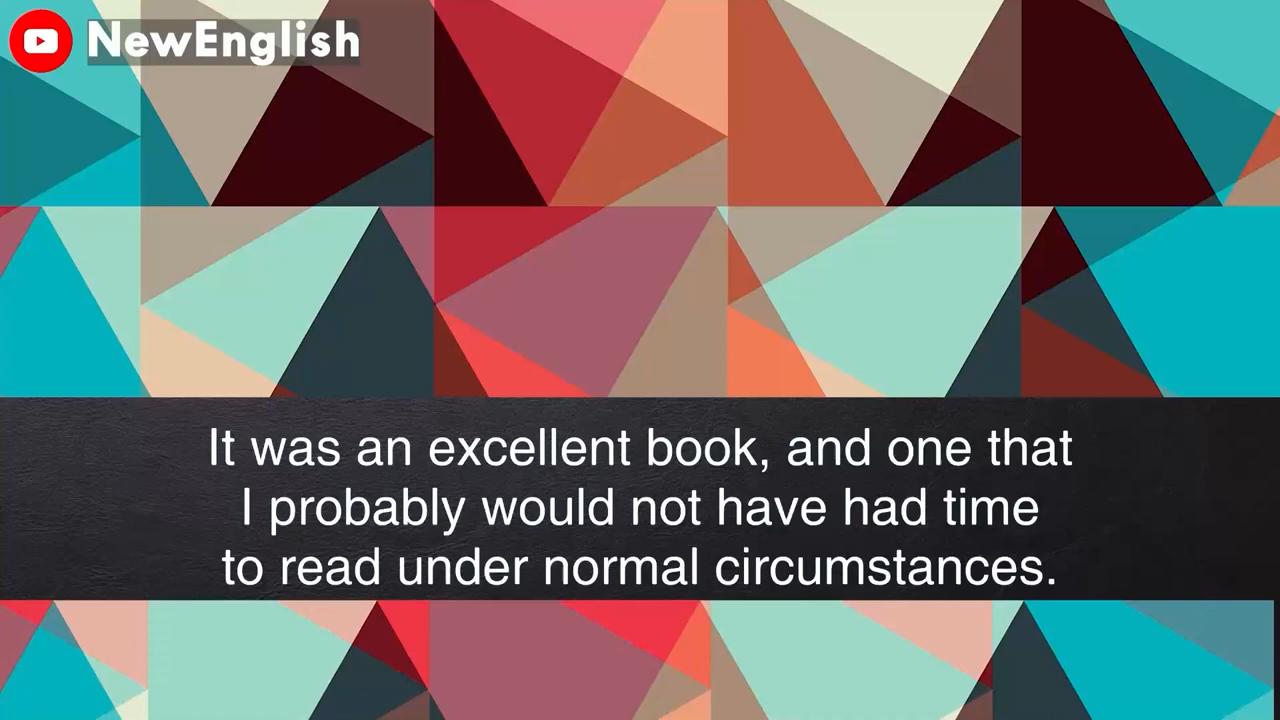 NewEnglish
It was an excellent book, and one that
I probably would not have had time
to read under normal circumstances.